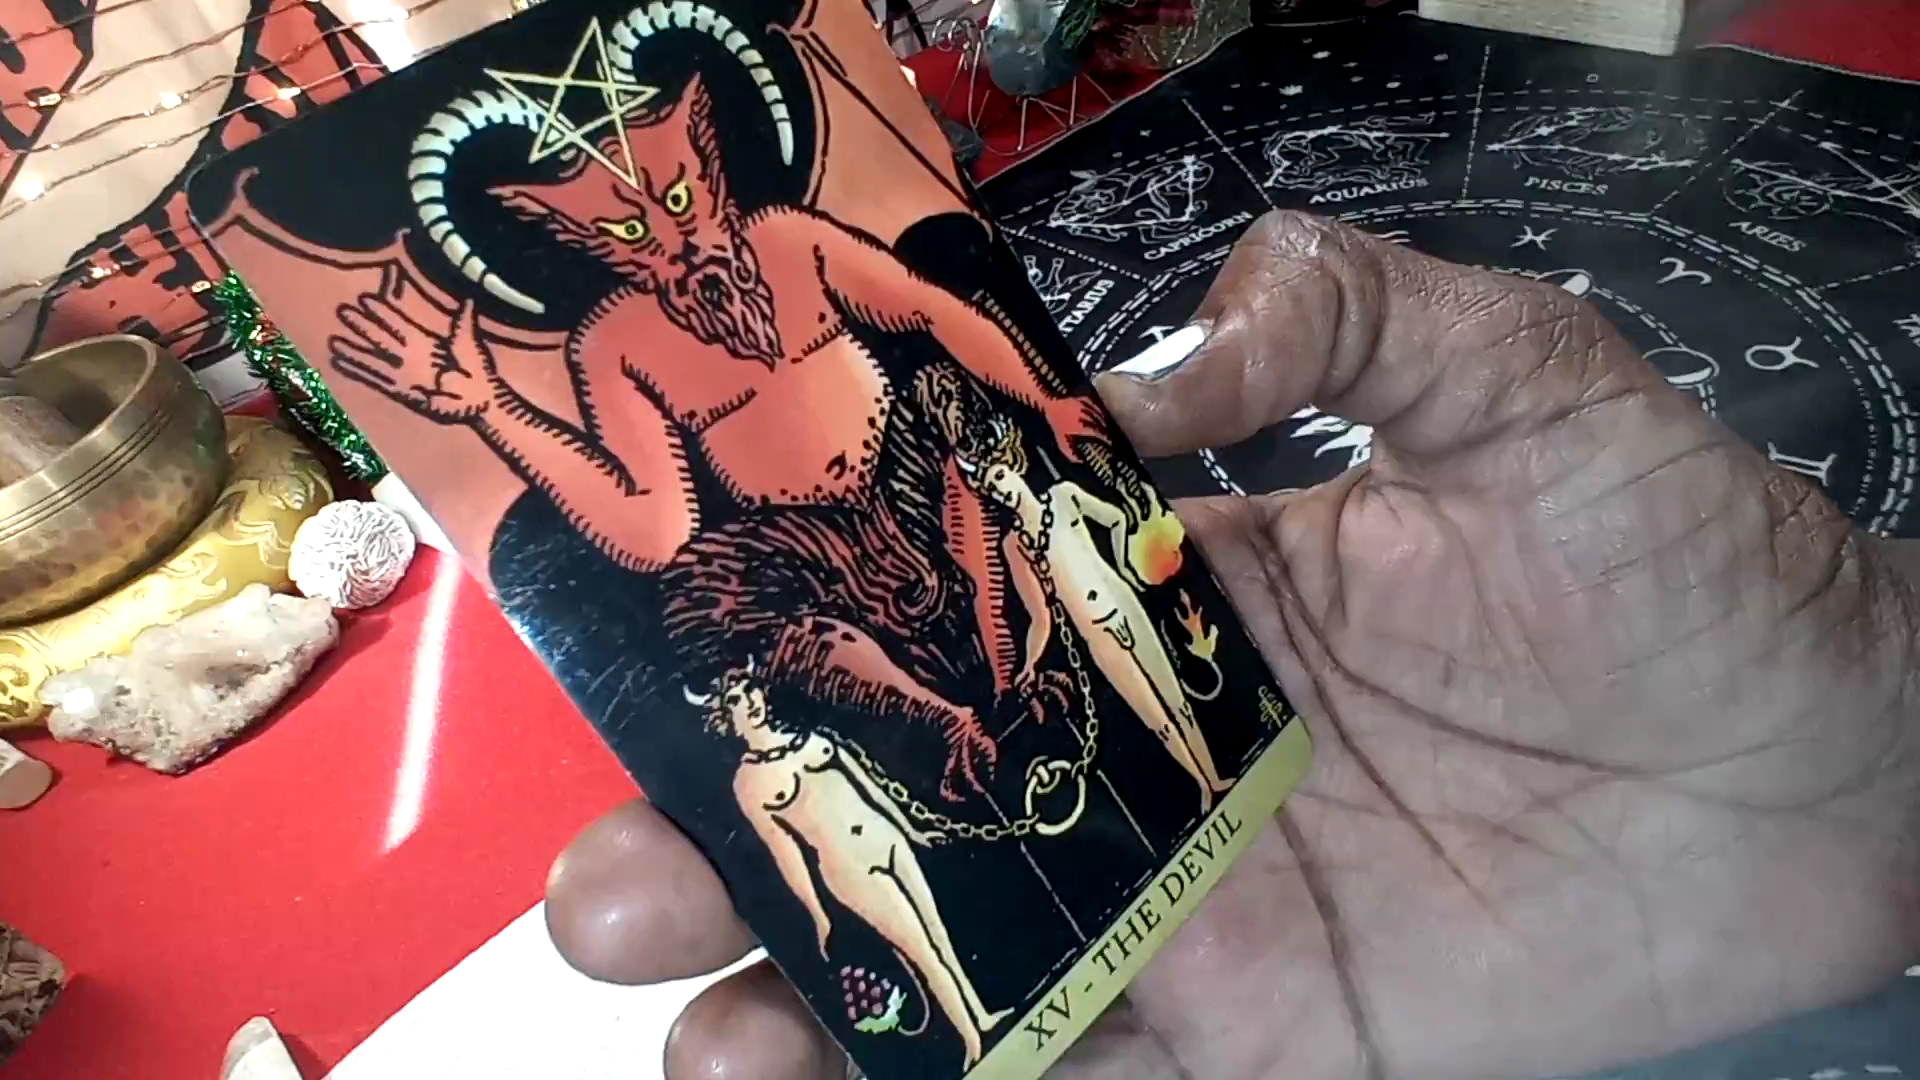 CAPRICORN
AQUARIUS
PISCES
ARIES
XV - THE DEVIL